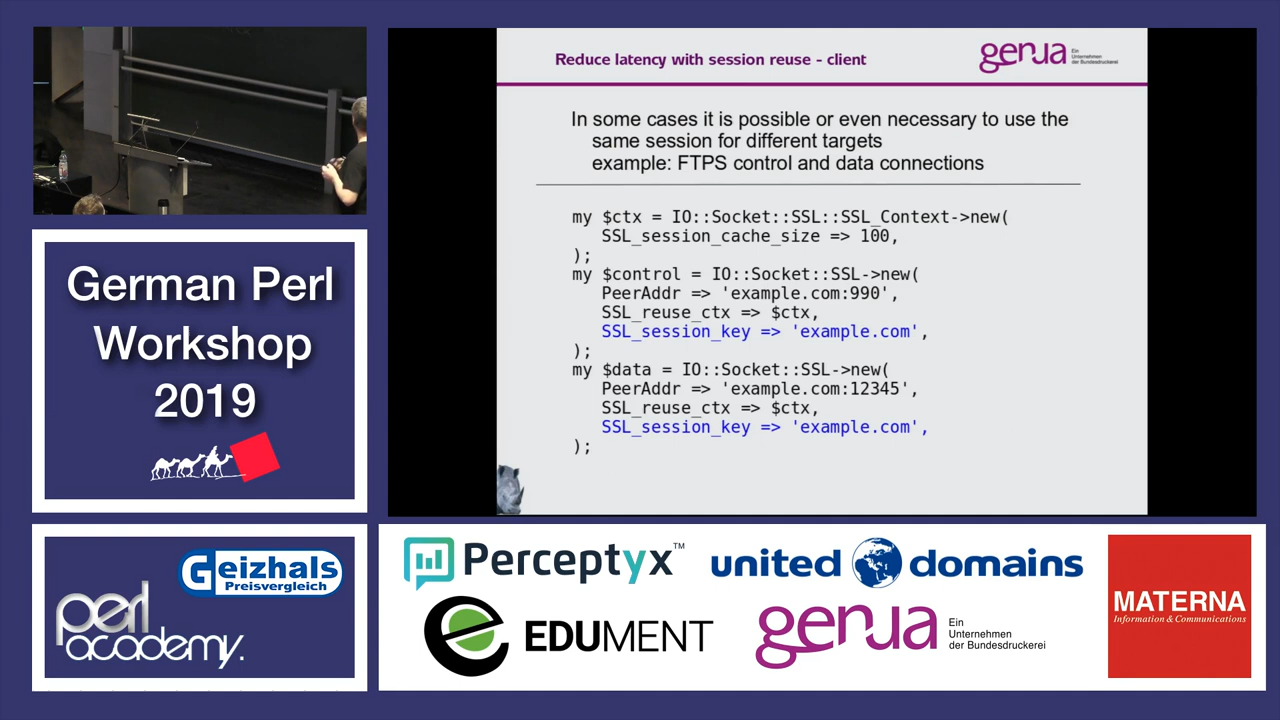 Reduce latency with session reuse - client
genua
Ein
Unternehmen
der Bundesdruckerei
In some cases it is possible or even necessary to use the
same session for different targets
example: FTPS control and data connections
my $ctx = IO::Socket::SSL::SSL_Context->new(
SSL_session_cache_size => 100,
);
my $control = IO::Socket::SSL->new(
PeerAddr => 'example.com:990',
SSL_reuse_ctx => $ctx,
SSL_session_key => 'example.com',
);
my $data = IO::Socket::SSL->new(
PeerAddr => 'example.com:12345',
SSL_reuse_ctx => $ctx,
SSL_session_key => 'example.com',
);
German Perl
Workshop
2019
Geizhals
Preisvergleich
perl
academy.
Perceptyx™
united domains
EDUMENT
genua
Ein
Unternehmen
der Bundesdruckerei
MATERNA
Information & Communications